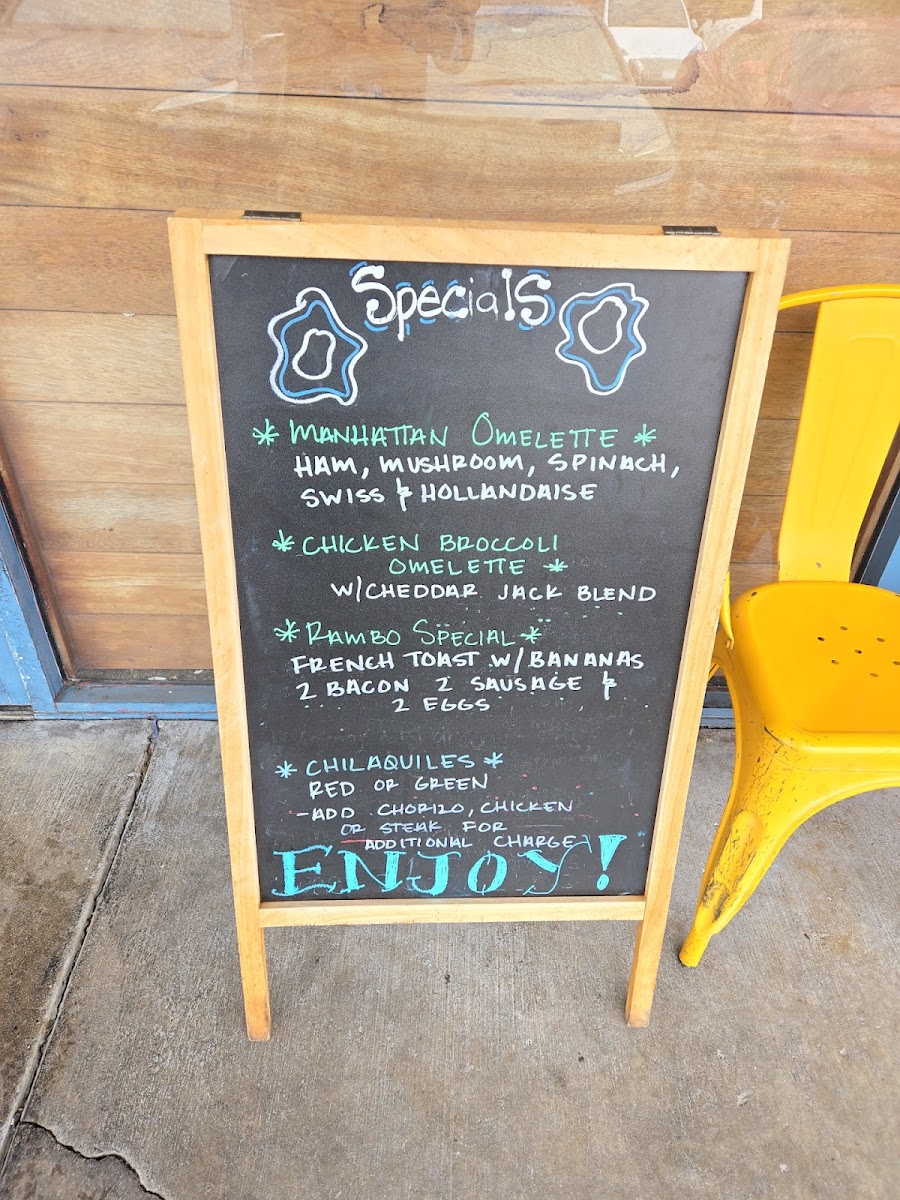 Specials
* MANHATTAN OMELETTE *
HAM, MUSHROOM, SPINACH,
SWISS & HOLLANDAISE
* CHICKEN BROCCOLI
OMELETTE *
W/CHEDDAR JACK BLEND
* RAMBO SPECIAL *
FRENCH TOAST W/BANANAS
2 BACON 2 SAUSAGE &
2 EGGS
* CHILAQUILES *
RED OR GREEN
-ADD CHORIZO, CHICKEN
OR STEAK FOR
ADDITIONAL CHARGE
ENJOY!